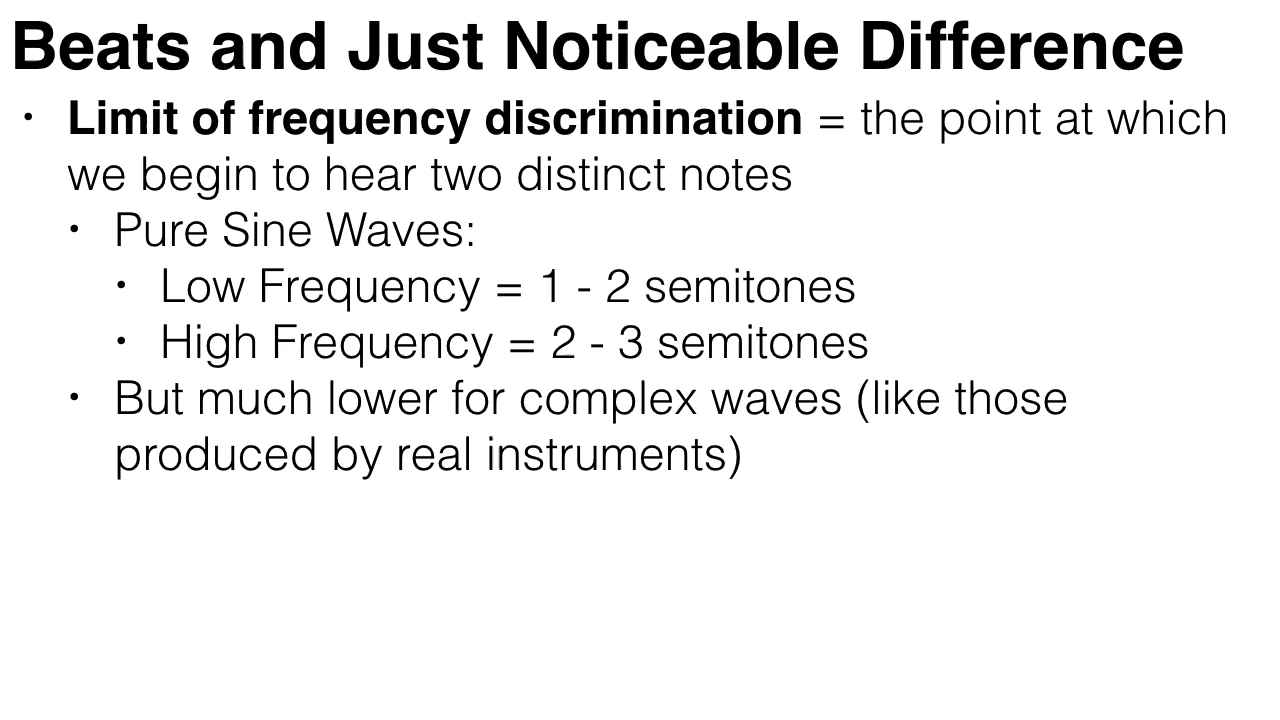 Beats and Just Noticeable Difference
• Limit of frequency discrimination = the point at which
we begin to hear two distinct notes
• Pure Sine Waves:
• Low Frequency = 1 - 2 semitones
• High Frequency = 2 - 3 semitones
• But much lower for complex waves (like those
produced by real instruments)